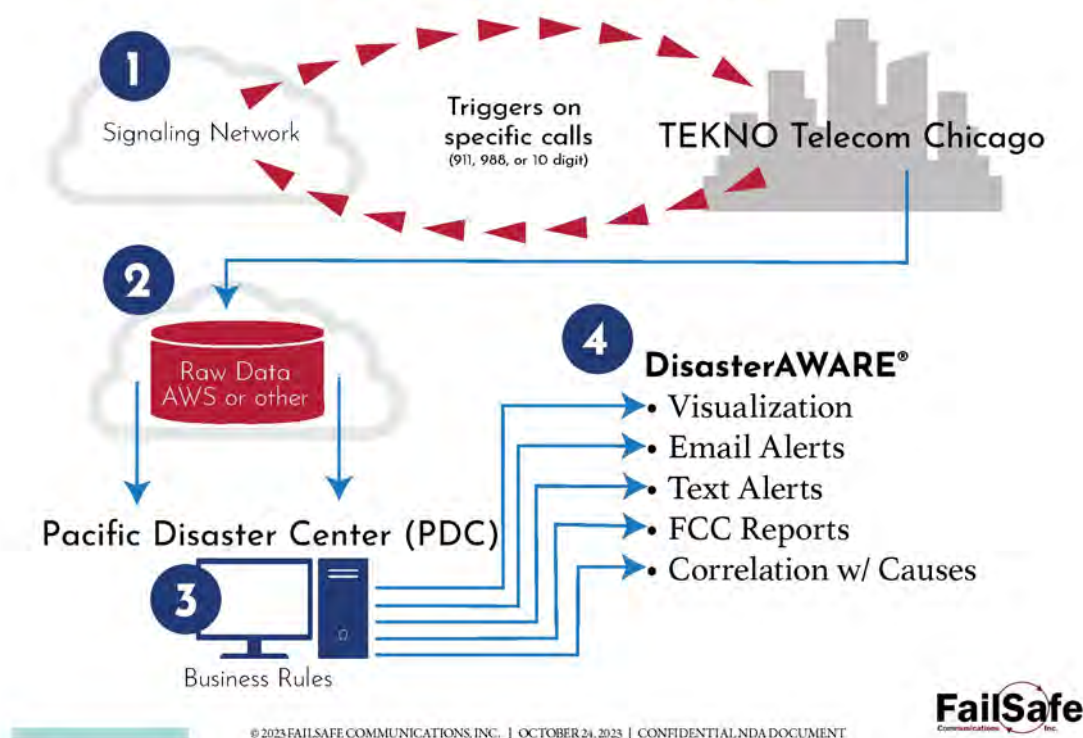 1
Signaling Network
Triggers on
specific calls
(911, 988, or 10 digit)
TEKNO Telecom Chicago
2
Raw Data
AWS or other
Pacific Disaster Center (PDC)
3
Business Rules
4
DisasterAWARE®
• Visualization
• Email Alerts
• Text Alerts
• FCC Reports
• Correlation w/ Causes
© 2023 FAILSAFE COMMUNICATIONS, INC. | OCTOBER 24, 2023 | CONFIDENTIAL NDA DOCUMENT
FailSafe
Communications Inc.